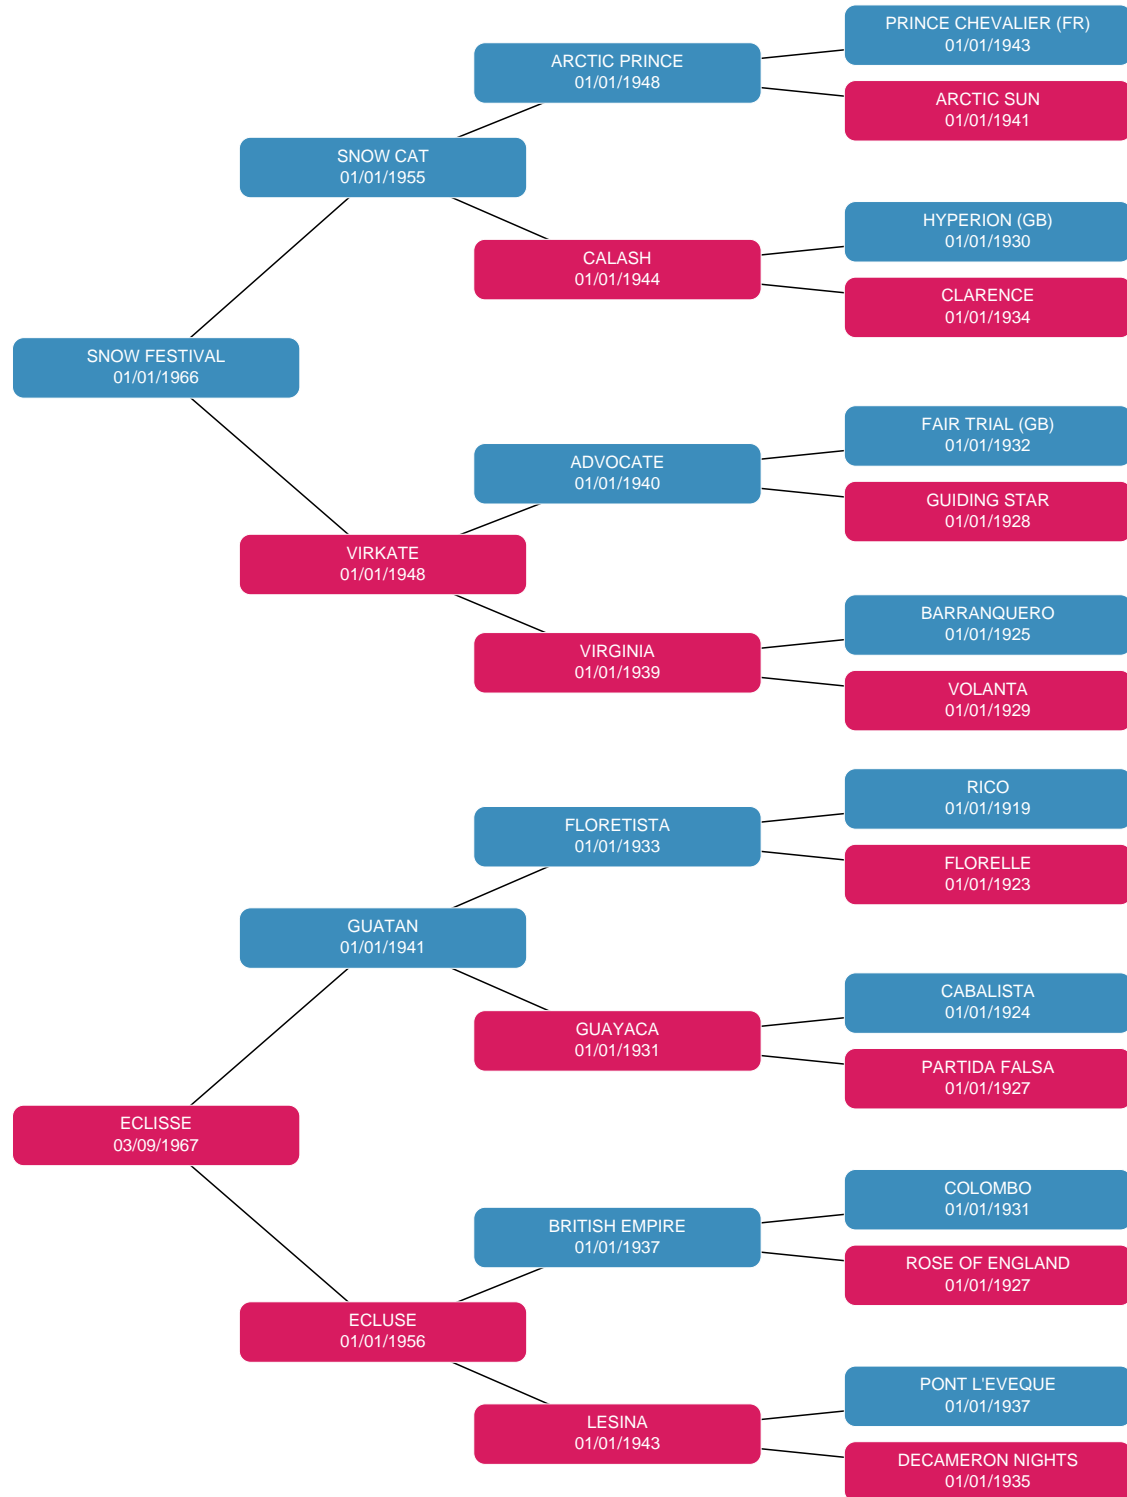 PRINCE CHEVALIER (FR)
01/01/1943
ARCTIC PRINCE
01/01/1948
ARCTIC SUN
01/01/1941
SNOW CAT
01/01/1955
HYPERION (GB)
01/01/1930
CALASH
01/01/1944
CLARENCE
01/01/1934
SNOW FESTIVAL
01/01/1966
FAIR TRIAL (GB)
01/01/1932
ADVOCATE
01/01/1940
GUIDING STAR
01/01/1928
VIRKATE
01/01/1948
BARRANQUERO
01/01/1925
VIRGINIA
01/01/1939
VOLANTA
01/01/1929
RICO
01/01/1919
FLORETISTA
01/01/1933
FLORELLE
01/01/1923
GUATAN
01/01/1941
CABALISTA
01/01/1924
GUAYACA
01/01/1931
PARTIDA FALSA
01/01/1927
ECLISSE
03/09/1967
COLOMBO
01/01/1931
BRITISH EMPIRE
01/01/1937
ROSE OF ENGLAND
01/01/1927
ECLUSE
01/01/1956
PONT L'EVEQUE
01/01/1937
LESINA
01/01/1943
DECAMERON NIGHTS
01/01/1935